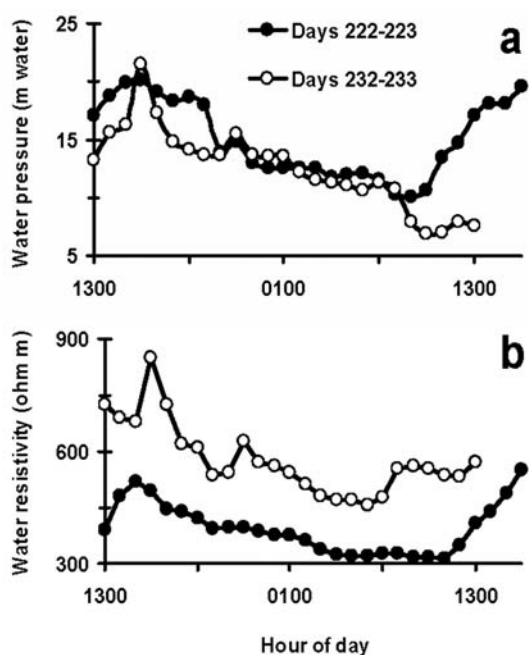 25
Days 222-223
a
Days 232-233
Water pressure (m water)
15
5
1300
0100
1300
900
b
Water resistivity (ohm m)
600
300
1300
0100
1300
Hour of day